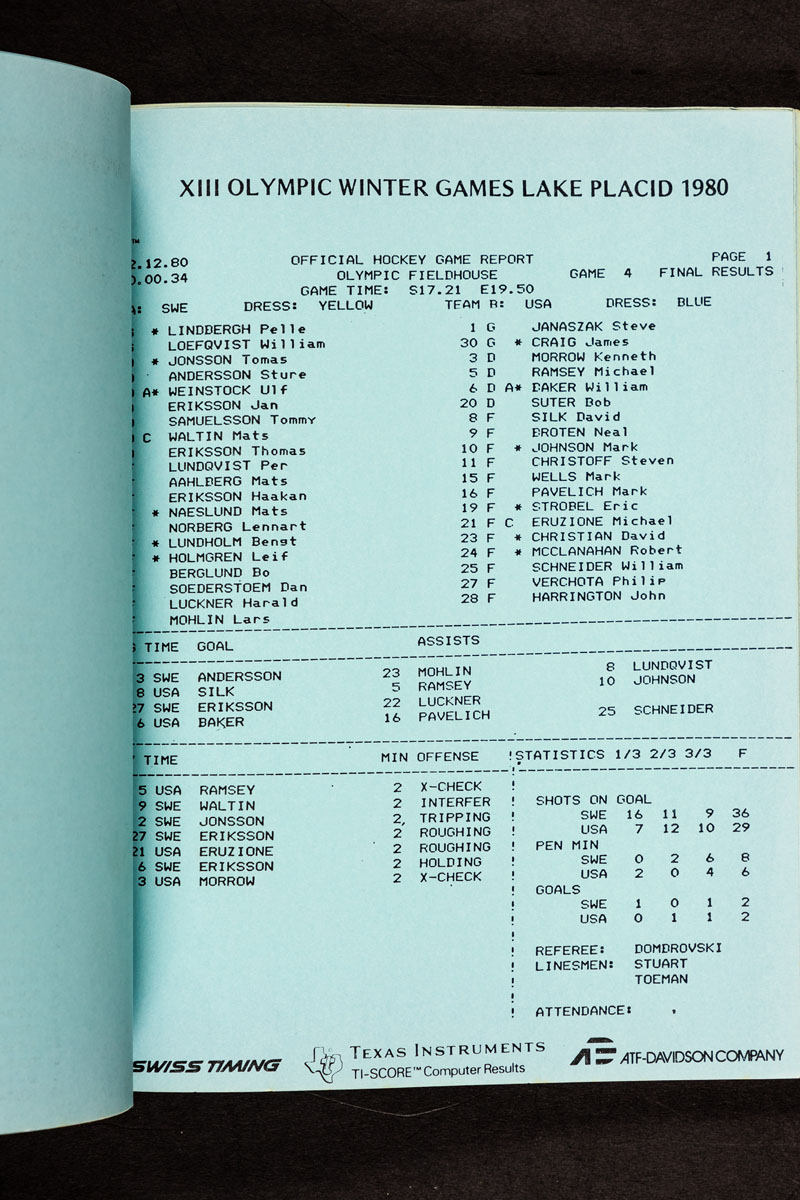 XIII OLYMPIC WINTER GAMES LAKE PLACID 1980
™
.12.80 OFFICIAL HOCKEY GAME REPORT PAGE 1
.00.34 OLYMPIC FIELDHOUSE GAME 4 FINAL RESULTS
GAME TIME: S17.21 E19.50
: SWE DRESS: YELLOW TEAM B: USA DRESS: BLUE
* LINDBERGH Pelle 1 G JANASZAK Steve
LOEFQVIST William 30 G * CRAIG James
* JONSSON Tomas 3 D MORROW Kenneth
ANDERSSON Sture 5 D RAMSEY Michael
A* WEINSTOCK Ulf 6 D A* BAKER William
ERIKSSON Jan 20 D SUTER Bob
SAMUELSSON Tommy 8 F SILK David
C WALTIN Mats 9 F BROTEN Neal
ERIKSSON Thomas 10 F * JOHNSON Mark
LUNDQVIST Per 11 F CHRISTOFF Steven
AAHLBERG Mats 15 F WELLS Mark
ERIKSSON Haakan 16 F PAVELICH Mark
* NAESLUND Mats 19 F * STROBEL Eric
NORBERG Lennart 21 F C ERUZIONE Michael
* LUNDHOLM Bengt 23 F * CHRISTIAN David
* HOLMGREN Leif 24 F * MCCLANAHAN Robert
BERGLUND Bo 25 F SCHNEIDER William
SOEDERSTOEM Dan 27 F VERCHOTA Philip
LUCKNER Harald 28 F HARRINGTON John
MOHLIN Lars
TIME GOAL ASSISTS
3 SWE ANDERSSON 23 MOHLIN 8 LUNDQVIST
8 USA SILK 5 RAMSEY 10 JOHNSON
27 SWE ERIKSSON 22 LUCKNER
6 USA BAKER 16 PAVELICH 25 SCHNEIDER
TIME MIN OFFENSE !STATISTICS 1/3 2/3 3/3 F
5 USA RAMSEY 2 X-CHECK !
9 SWE WALTIN 2 INTERFER ! SHOTS ON GOAL
2 SWE JONSSON 2, TRIPPING ! SWE 16 11 9 36
27 SWE ERIKSSON 2 ROUGHING ! USA 7 12 10 29
21 USA ERUZIONE 2 ROUGHING ! PEN MIN
6 SWE ERIKSSON 2 HOLDING ! SWE 0 2 6 8
3 USA MORROW 2 X-CHECK ! USA 2 0 4 6
! GOALS
! SWE 1 0 1 2
! USA 0 1 1 2
!
! REFEREE: DOMBROVSKI
! LINESMEN: STUART
! TOEMAN
!
! ATTENDANCE: ,
SWISS TIMING
TEXAS INSTRUMENTS
TI-SCORE™ Computer Results
ATF-DAVIDSON COMPANY